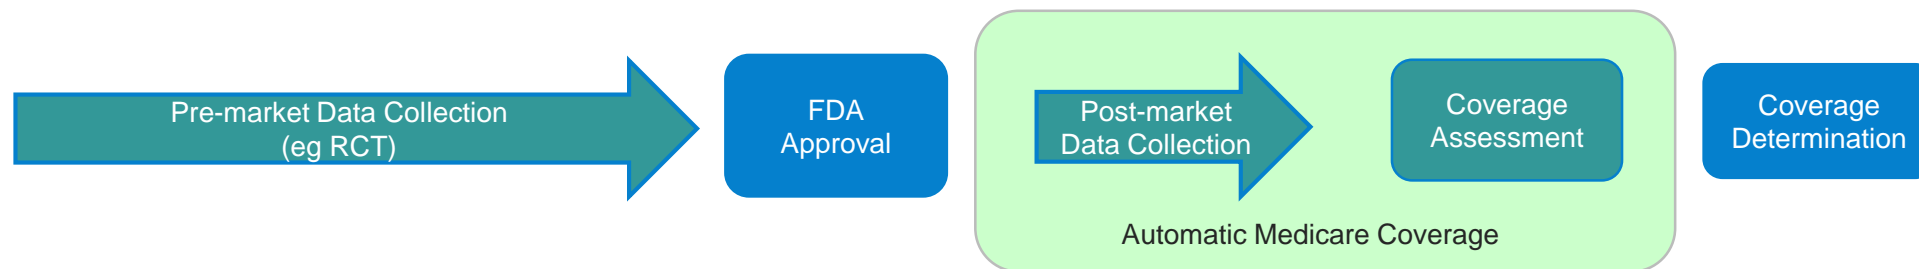 Pre-market Data Collection
(eg RCT)
FDA
Approval
Post-market
Data Collection
Coverage
Assessment
Automatic Medicare Coverage
Coverage
Determination